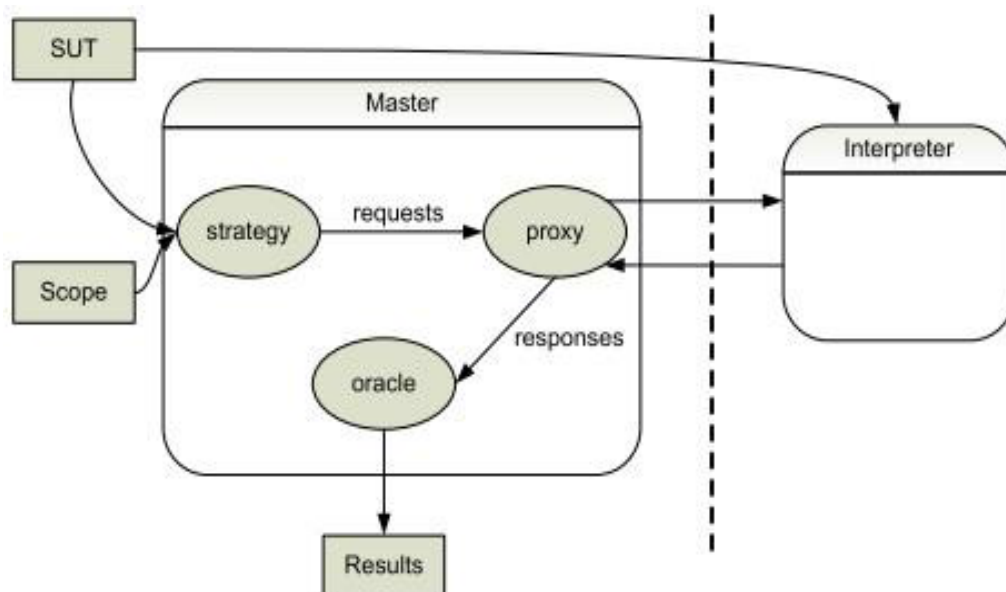 SUT
Master
Interpreter
strategy
requests
proxy
Scope
responses
oracle
Results